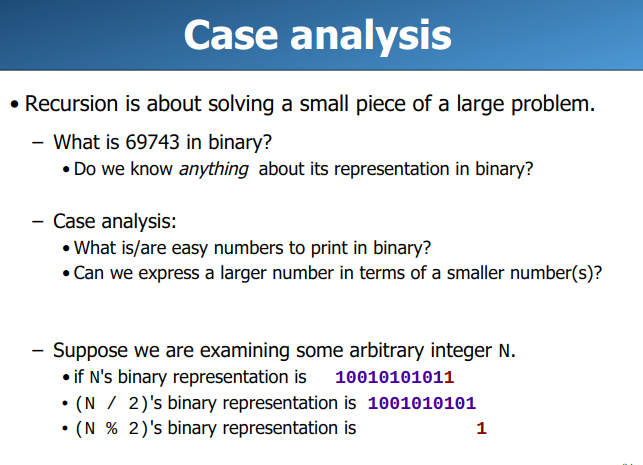 Case analysis
• Recursion is about solving a small piece of a large problem.
– What is 69743 in binary?
• Do we know anything about its representation in binary?
– Case analysis:
• What is/are easy numbers to print in binary?
• Can we express a larger number in terms of a smaller number(s)?
– Suppose we are examining some arbitrary integer N.
• if N's binary representation is 10010101011
• (N / 2)'s binary representation is 1001010101
• (N % 2)'s binary representation is 1